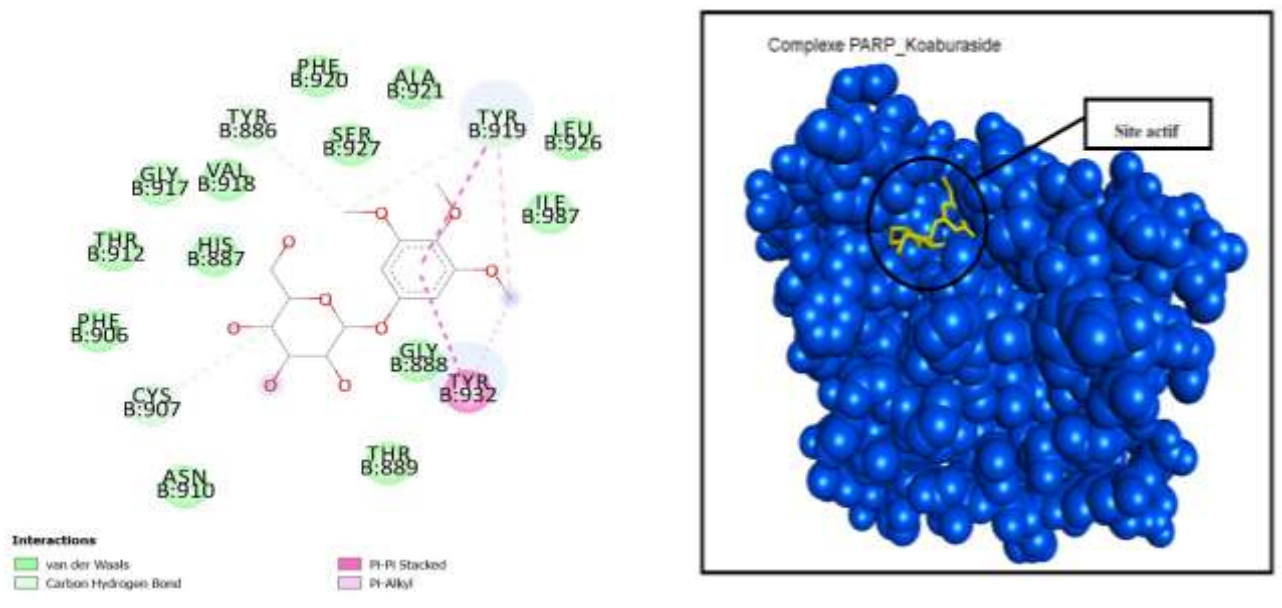 PHE
B:920
ALA
B:921
TYR
B:886
SER
B:927
TYR
B:919
LEU
B:926
GLY
B:917
VAL
B:918
ILE
B:987
THR
B:912
HIS
B:887
PHE
B:906
GLY
B:888
TYR
B:932
CYS
B:907
THR
B:889
ASN
B:910
O
O
O
O
O
O
O
O
O
Interactions
van der Waals
Carbon Hydrogen Bond
Pi-Pi Stacked
Pi-Alkyl
Complexe PARP_Koaburaside
Site actif